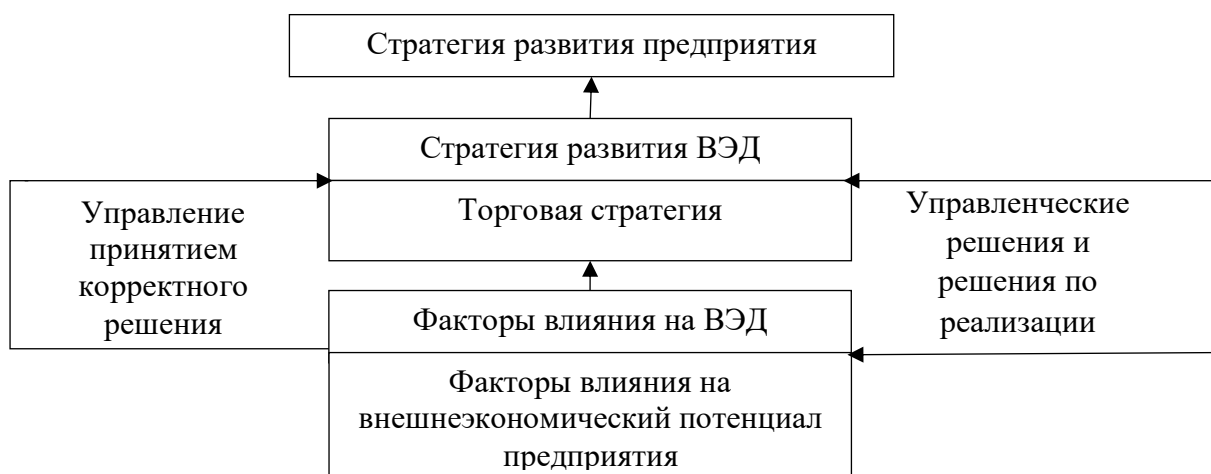 Стратегия развития предприятия
Стратегия развития ВЭД
Торговая стратегия
Управление
принятием
корректного
решения
Управленческие
решения и
решения по
реализации
Факторы влияния на ВЭД
Факторы влияния на
внешнеэкономический потенциал
предприятия